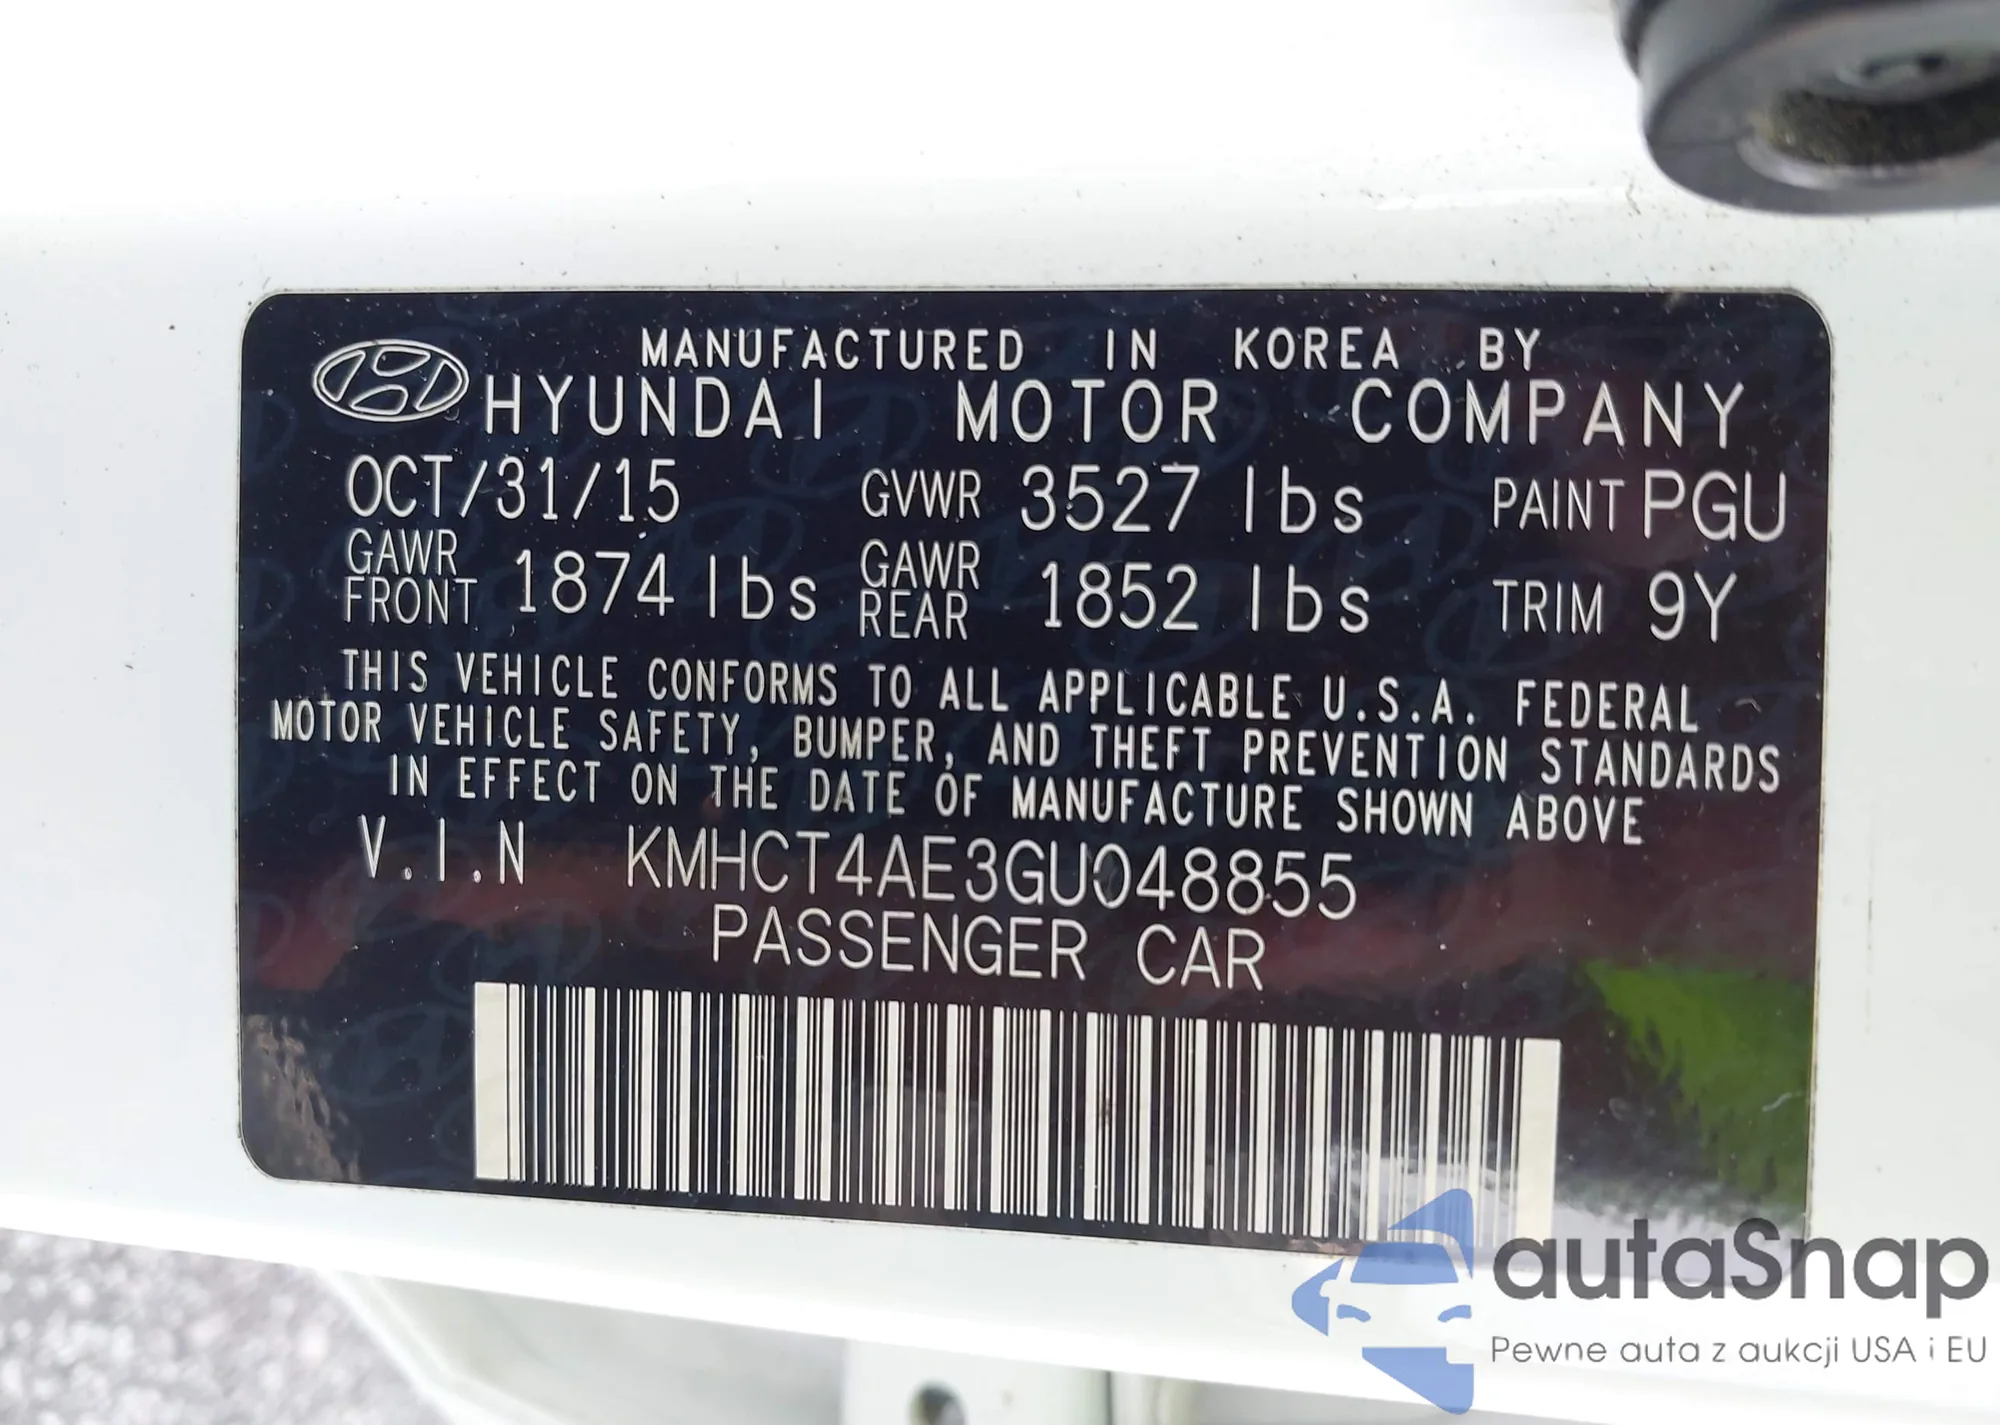 MANUFACTURED IN KOREA BY
HYUNDAI MOTOR COMPANY
OCT/31/15 GVWR 3527 lbs PAINT PGU
GAWR FRONT 1874 lbs GAWR REAR 1852 lbs TRIM 9Y
THIS VEHICLE CONFORMS TO ALL APPLICABLE U.S.A. FEDERAL
MOTOR VEHICLE SAFETY, BUMPER, AND THEFT PREVENTION STANDARDS
IN EFFECT ON THE DATE OF MANUFACTURE SHOWN ABOVE
V.I.N KMHCT4AE3GU048855
PASSENGER CAR
autaSnap
Pewne auta z aukcji USA i EU